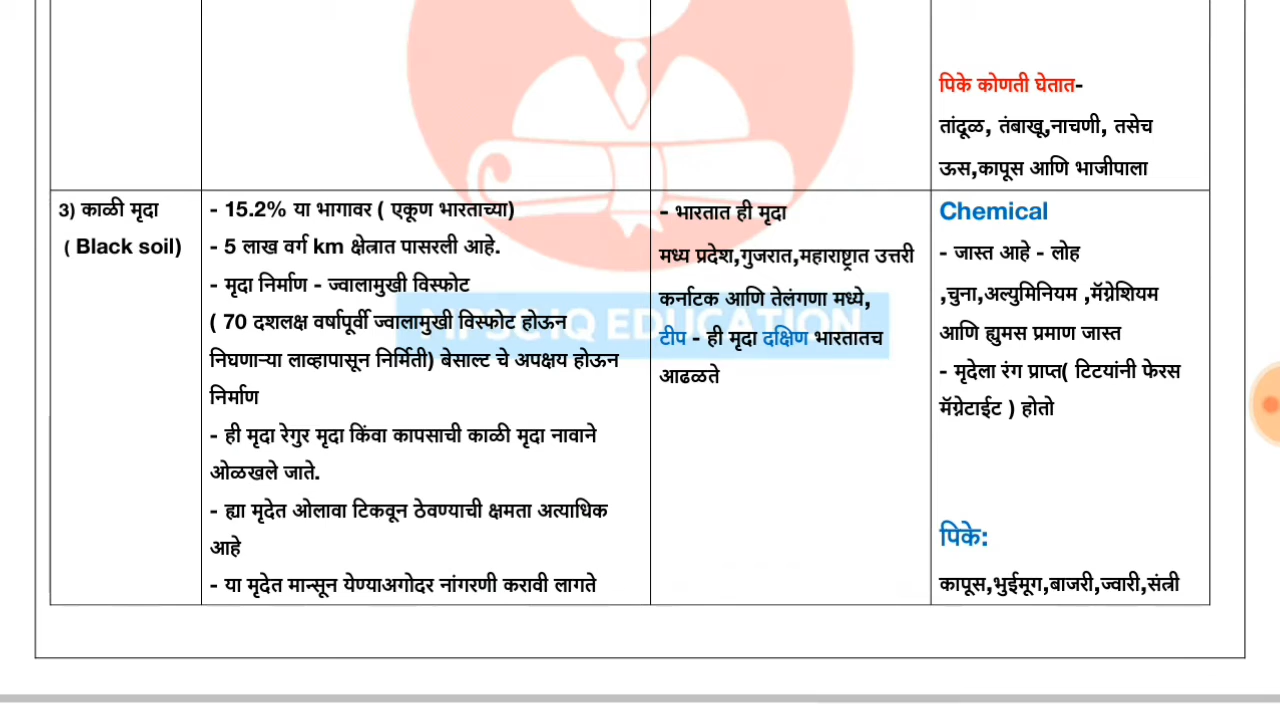 पिके कोणती घेतात-
तांदूळ, तंबाखू,नाचणी, तसेच
ऊस,कापूस आणि भाजीपाला
3) काळी मृदा
( Black soil)
- 15.2% या भागावर ( एकूण भारताच्या)
- 5 लाख वर्ग km क्षेत्रात पासरली आहे.
- मृदा निर्माण - ज्वालामुखी विस्फोट
( 70 दशलक्ष वर्षापूर्वी ज्वालामुखी विस्फोट होऊन
निघणाऱ्या लाव्हापासून निर्मिती) बेसाल्ट चे अपक्षय होऊन
निर्माण
- ही मृदा रेगुर मृदा किंवा कापसाची काळी मृदा नावाने
ओळखले जाते.
- ह्या मृदेत ओलावा टिकवून ठेवण्याची क्षमता अत्याधिक
आहे
- या मृदेत मान्सून येण्याअगोदर नांगरणी करावी लागते
- भारतात ही मृदा
मध्य प्रदेश,गुजरात,महाराष्ट्रात उत्तरी
कर्नाटक आणि तेलंगणा मध्ये,
टीप - ही मृदा दक्षिण भारतातच
आढळते
Chemical
- जास्त आहे - लोह
,चुना,अल्युमिनियम ,मॅग्नेशियम
आणि ह्युमस प्रमाण जास्त
- मृदेला रंग प्राप्त( टिटयांनी फेरस
मॅग्नेटाईट ) होतो
पिके:
कापूस,भुईमूग,बाजरी,ज्वारी,संत्री
EDUCATION